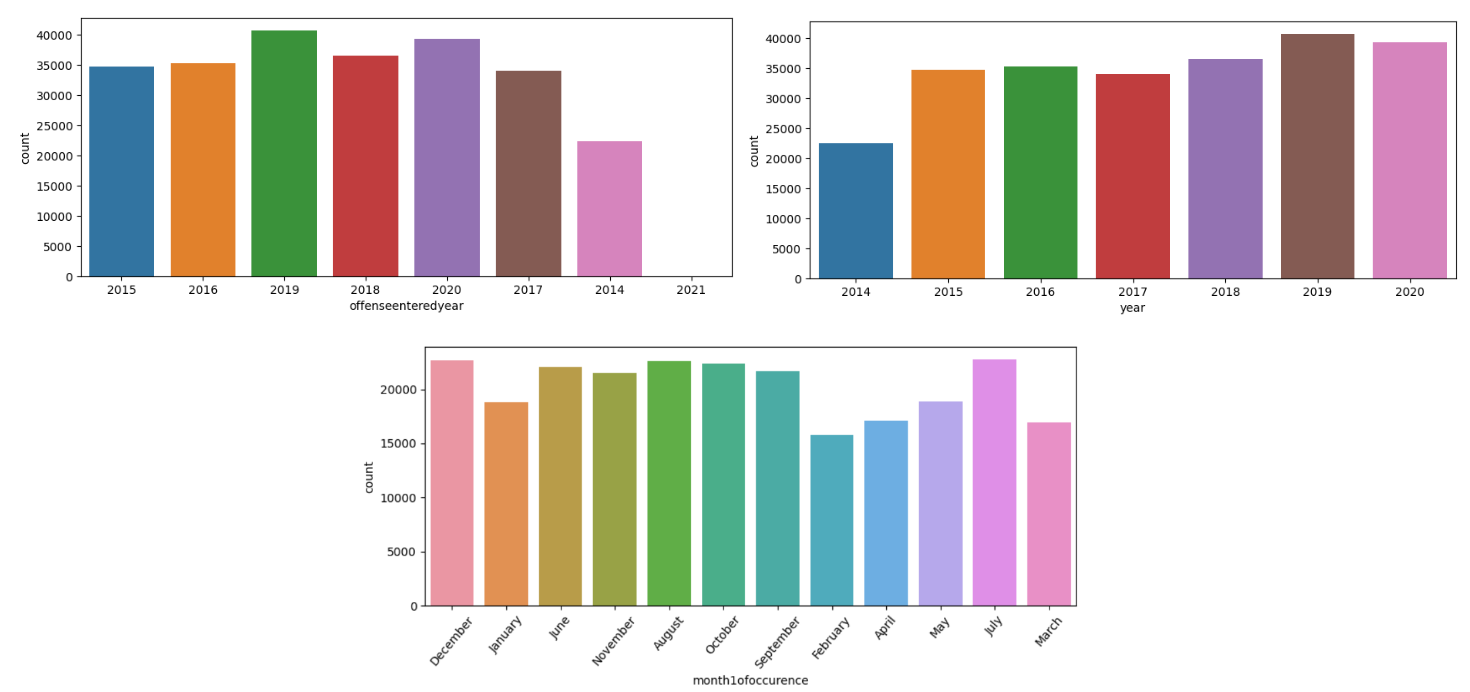 40000
35000
30000
25000
20000
15000
10000
5000
0
count
2015 2016 2019 2018 2020 2017 2014 2021
offenseenteredyear
40000
35000
30000
25000
20000
15000
10000
5000
0
count
2014 2015 2016 2017 2018 2019 2020
year
20000
15000
10000
5000
0
count
December January June November August October September February April May July March
month1ofoccurence